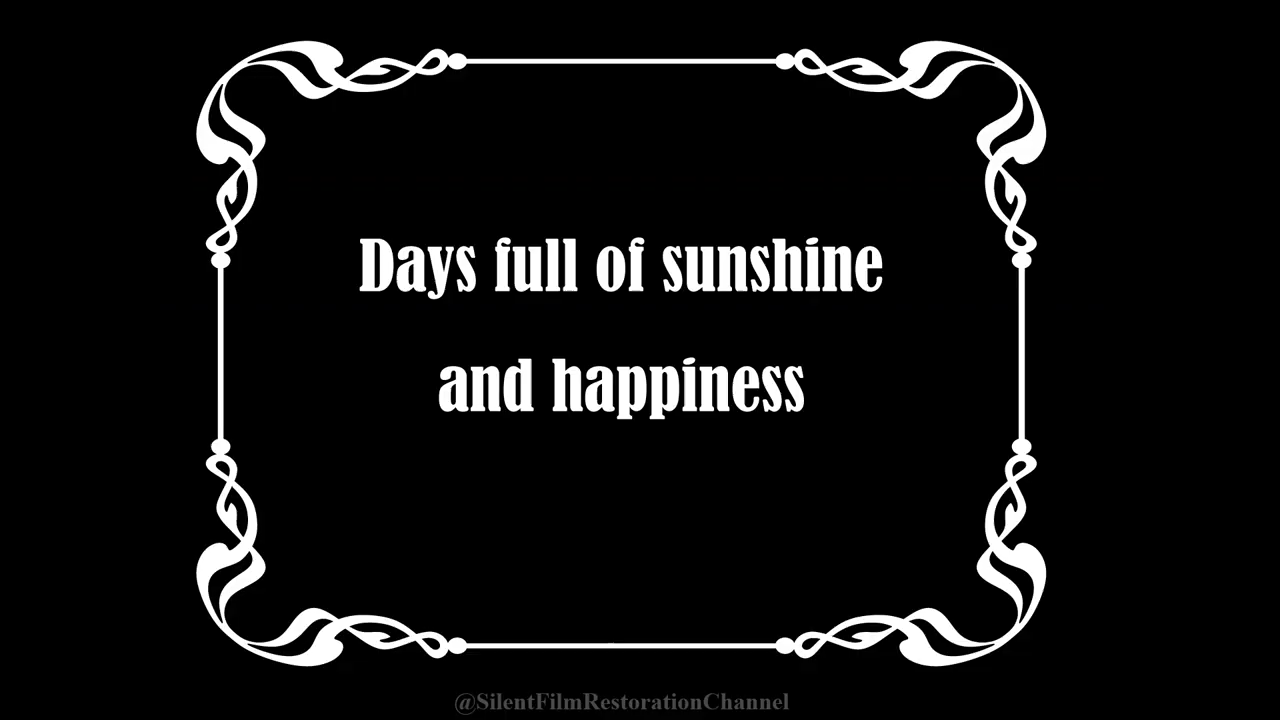 Days full of sunshine
and happiness
@SilentFilmRestorationChannel